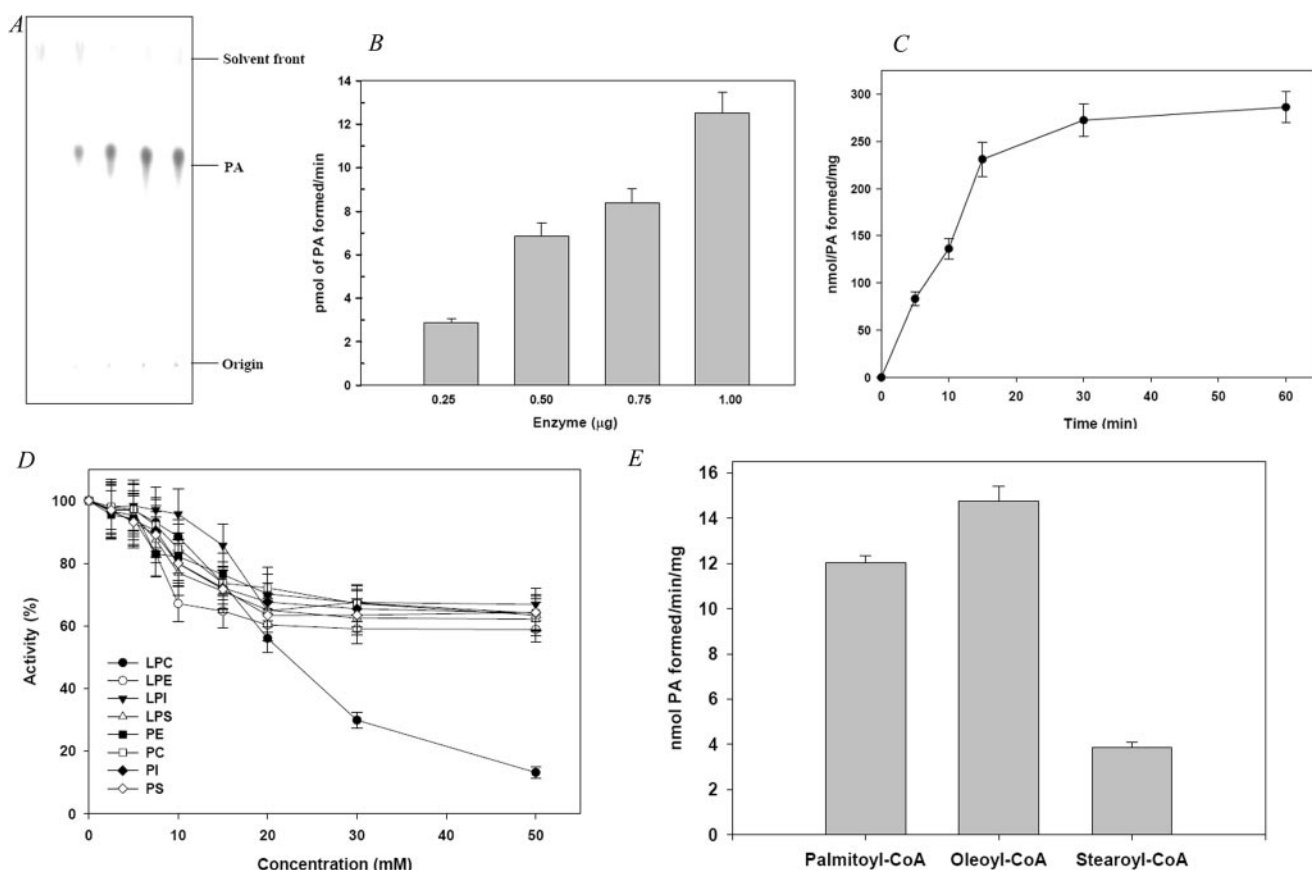 A
Solvent front
PA
Origin
B
pmol of PA formed/min
14
12
10
8
6
4
2
0
0.25 0.50 0.75 1.00
Enzyme (µg)
C
nmol/PA formed/mg
300
250
200
150
100
50
0
0 10 20 30 40 50 60
Time (min)
D
Activity (%)
100
80
60
40
20
0
LPC
LPE
LPI
LPS
PE
PC
PI
PS
0 10 20 30 40 50
Concentration (mM)
E
nmol PA formed/min/mg
16
14
12
10
8
6
4
2
0
Palmitoyl-CoA Oleoyl-CoA Stearoyl-CoA